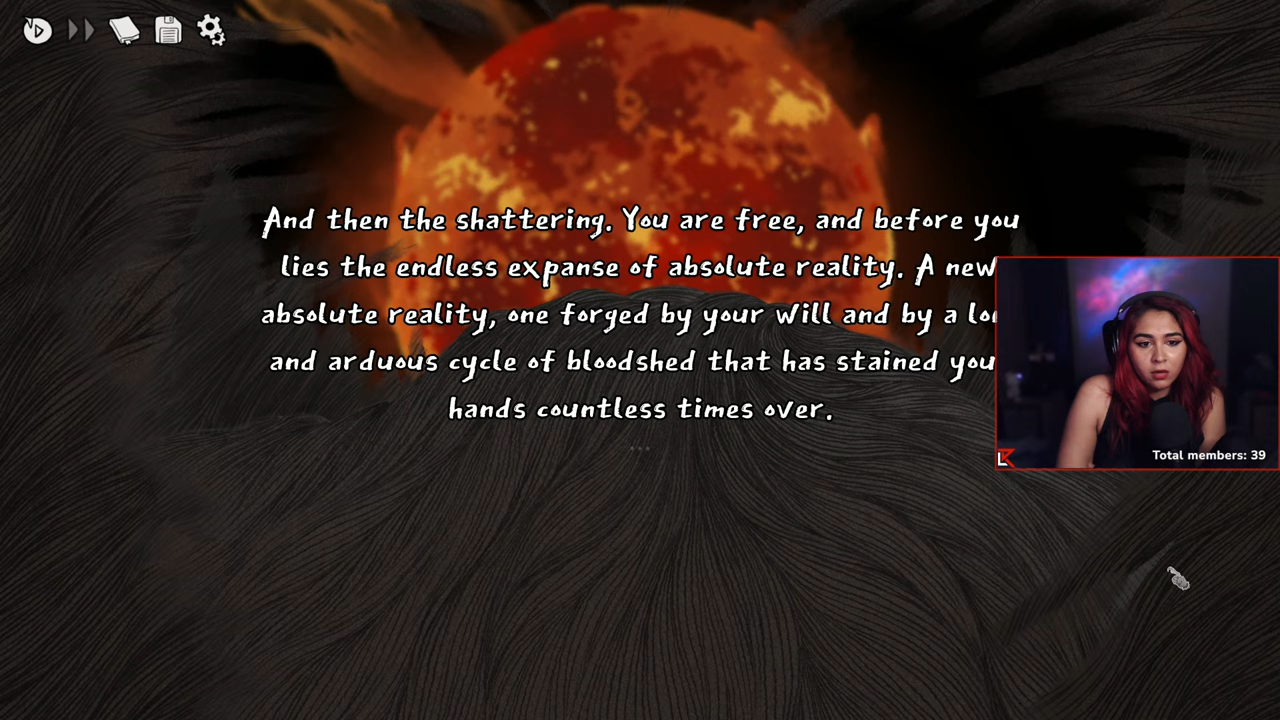 And then the shattering. You are free, and before you
lies the endless expanse of absolute reality. A new
absolute reality, one forged by your will and by a
and arduous cycle of bloodshed that has stained
hands countless times over.
...
Total members: 39